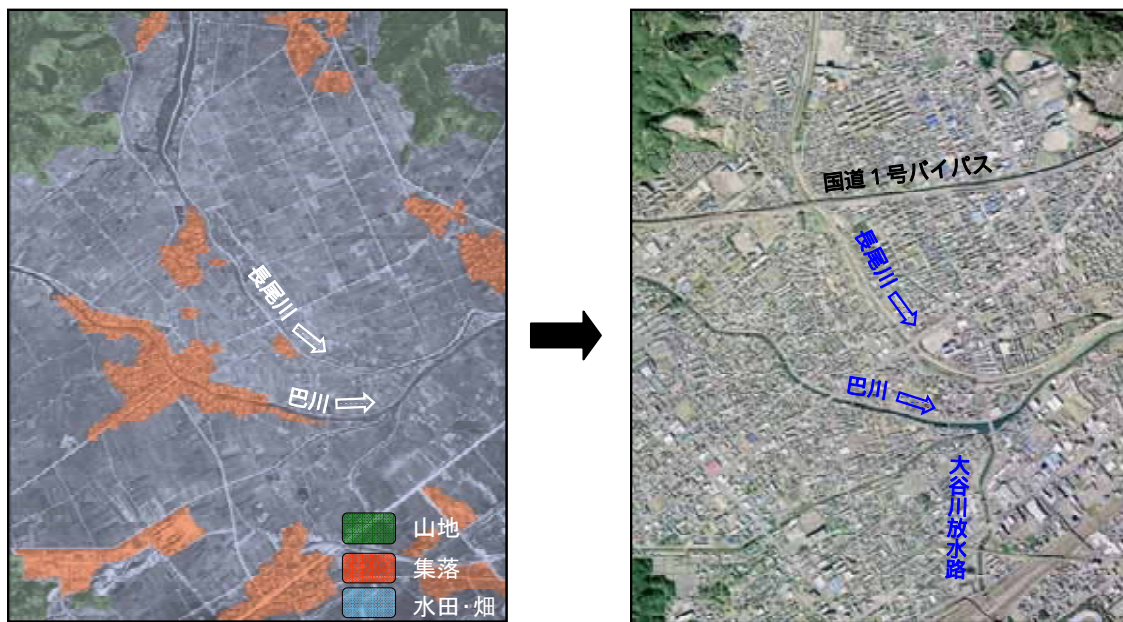 長尾川
巴川
山地
集落
水田・畑
国道1号バイパス
長尾川
巴川
大谷川放水路